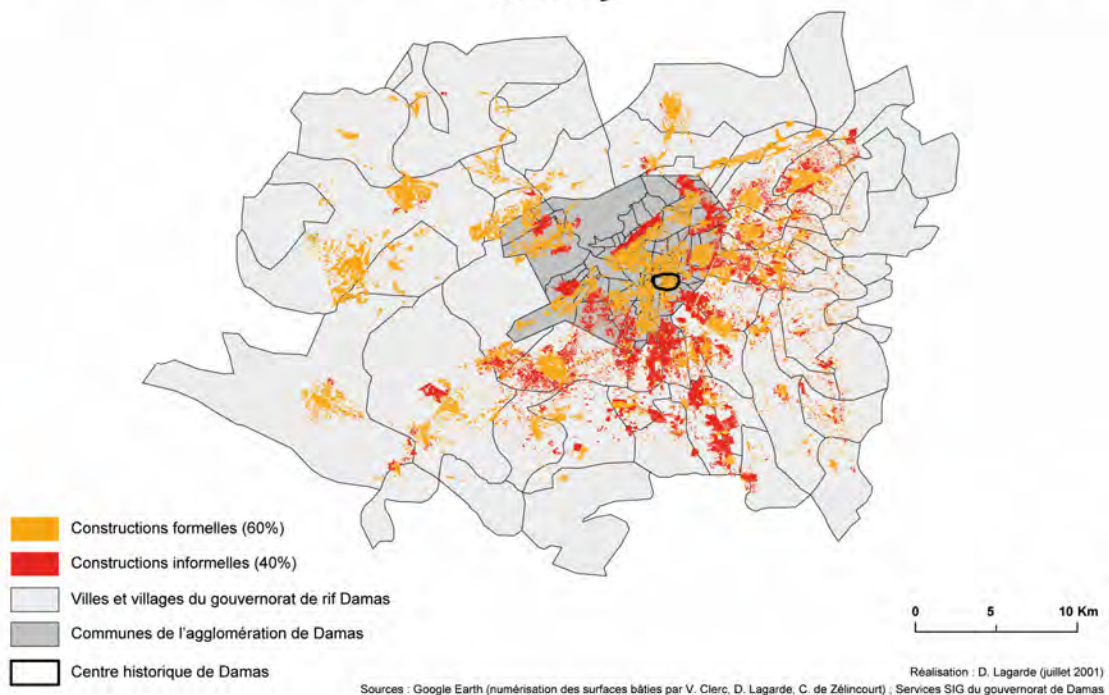 Constructions formelles (60%)
Constructions informelles (40%)
Villes et villages du gouvernorat de rif Damas
Communes de l'agglomération de Damas
Centre historique de Damas
0 5 10 Km
Réalisation : D. Lagarde (juillet 2001)
Sources : Google Earth (numérisation des surfaces bâties par V. Clerc, D. Lagarde, C. de Zélincourt) ; Services SIG du gouvernorat de Damas